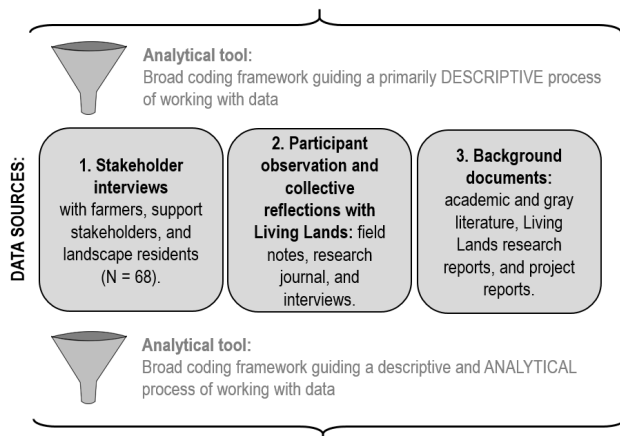 Analytical tool:
Broad coding framework guiding a primarily DESCRIPTIVE process
of working with data
DATA SOURCES:
1. Stakeholder
interviews
with farmers, support
stakeholders, and
landscape residents
(N = 68).
2. Participant
observation and
collective
reflections with
Living Lands: field
notes, research
journal, and
interviews.
3. Background
documents:
academic and gray
literature, Living
Lands research
reports, and project
reports.
Analytical tool:
Broad coding framework guiding a descriptive and ANALYTICAL
process of working with data